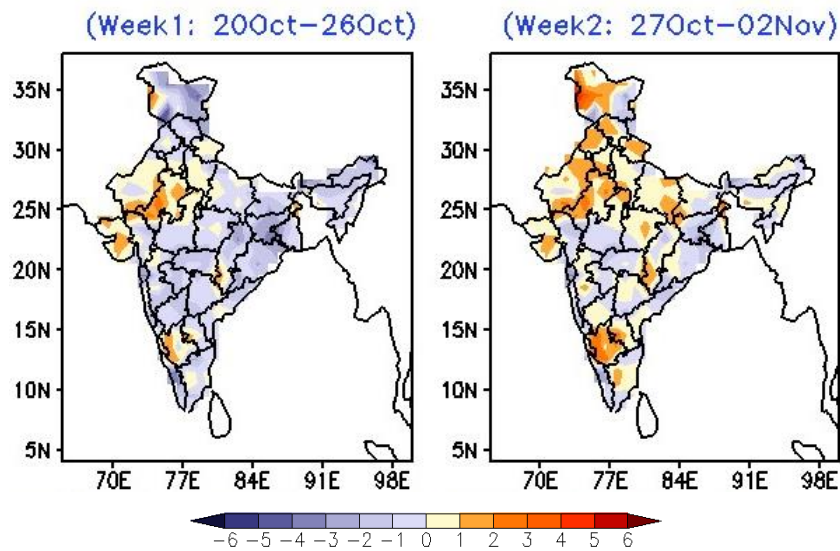 (Week1: 20Oct–26Oct) (Week2: 27Oct–02Nov)
35N 35N
30N 30N
25N 25N
20N 20N
15N 15N
10N 10N
5N 5N
70E 77E 84E 91E 98E 70E 77E 84E 91E 98E
-6 -5 -4 -3 -2 -1 0 1 2 3 4 5 6